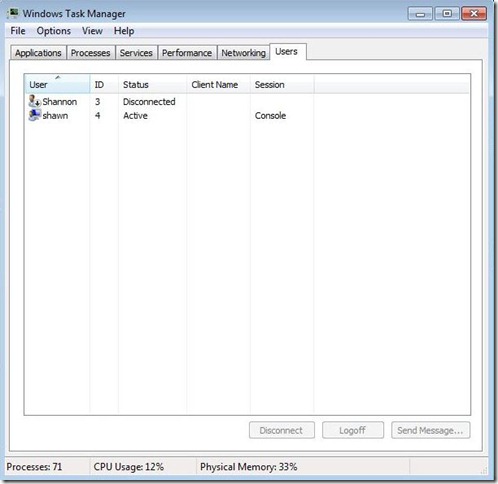 Windows Task Manager
File Options View Help
Applications Processes Services Performance Networking Users
User ID Status Client Name Session
Shannon 3 Disconnected
shawn 4 Active Console
Disconnect Logoff Send Message...
Processes: 71 CPU Usage: 12% Physical Memory: 33%